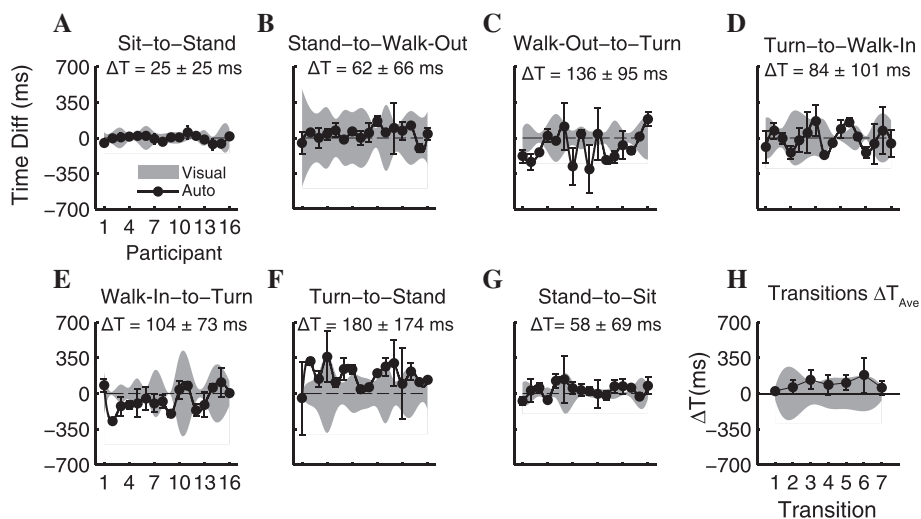 A
Sit−to−Stand
ΔT = 25 ± 25 ms
B
Stand−to−Walk-Out
ΔT = 62 ± 66 ms
C
Walk-Out−to−Turn
ΔT = 136 ± 95 ms
D
Turn−to−Walk-In
ΔT = 84 ± 101 ms
Time Diff (ms)
700
350
0
−350
−700
Visual
Auto
1 4 7 10 13 16
Participant
E
Walk-In−to−Turn
ΔT = 104 ± 73 ms
F
Turn−to−Stand
ΔT = 180 ± 174 ms
G
Stand−to−Sit
ΔT= 58 ± 69 ms
H
Transitions ΔT Ave
700
350
0
−350
−700
1 4 7 10 13 16
ΔT(ms)
700
350
0
−350
−700
1 2 3 4 5 6 7
Transition